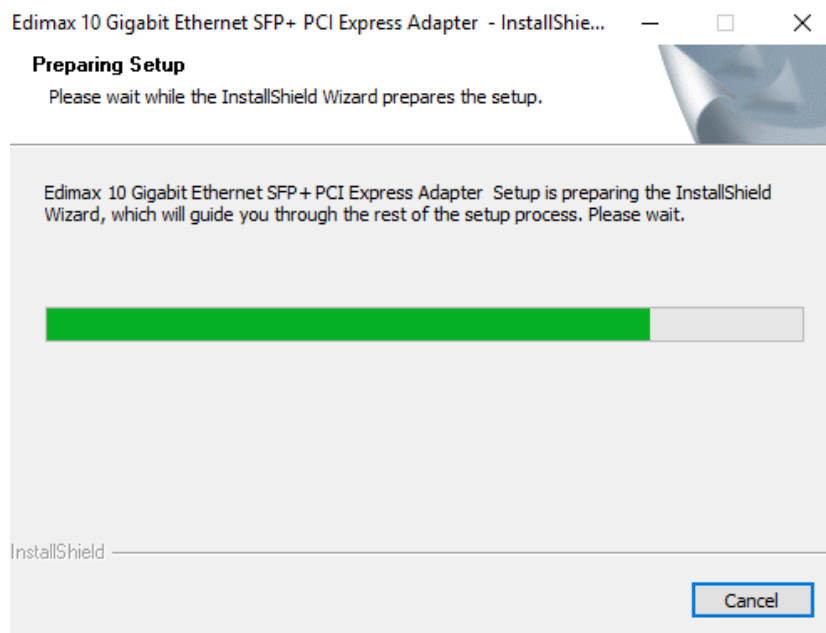 Edimax 10 Gigabit Ethernet SFP+ PCI Express Adapter - InstallShie...
Preparing Setup
Please wait while the InstallShield Wizard prepares the setup.
Edimax 10 Gigabit Ethernet SFP+ PCI Express Adapter Setup is preparing the InstallShield
Wizard, which will guide you through the rest of the setup process. Please wait.
InstallShield
Cancel